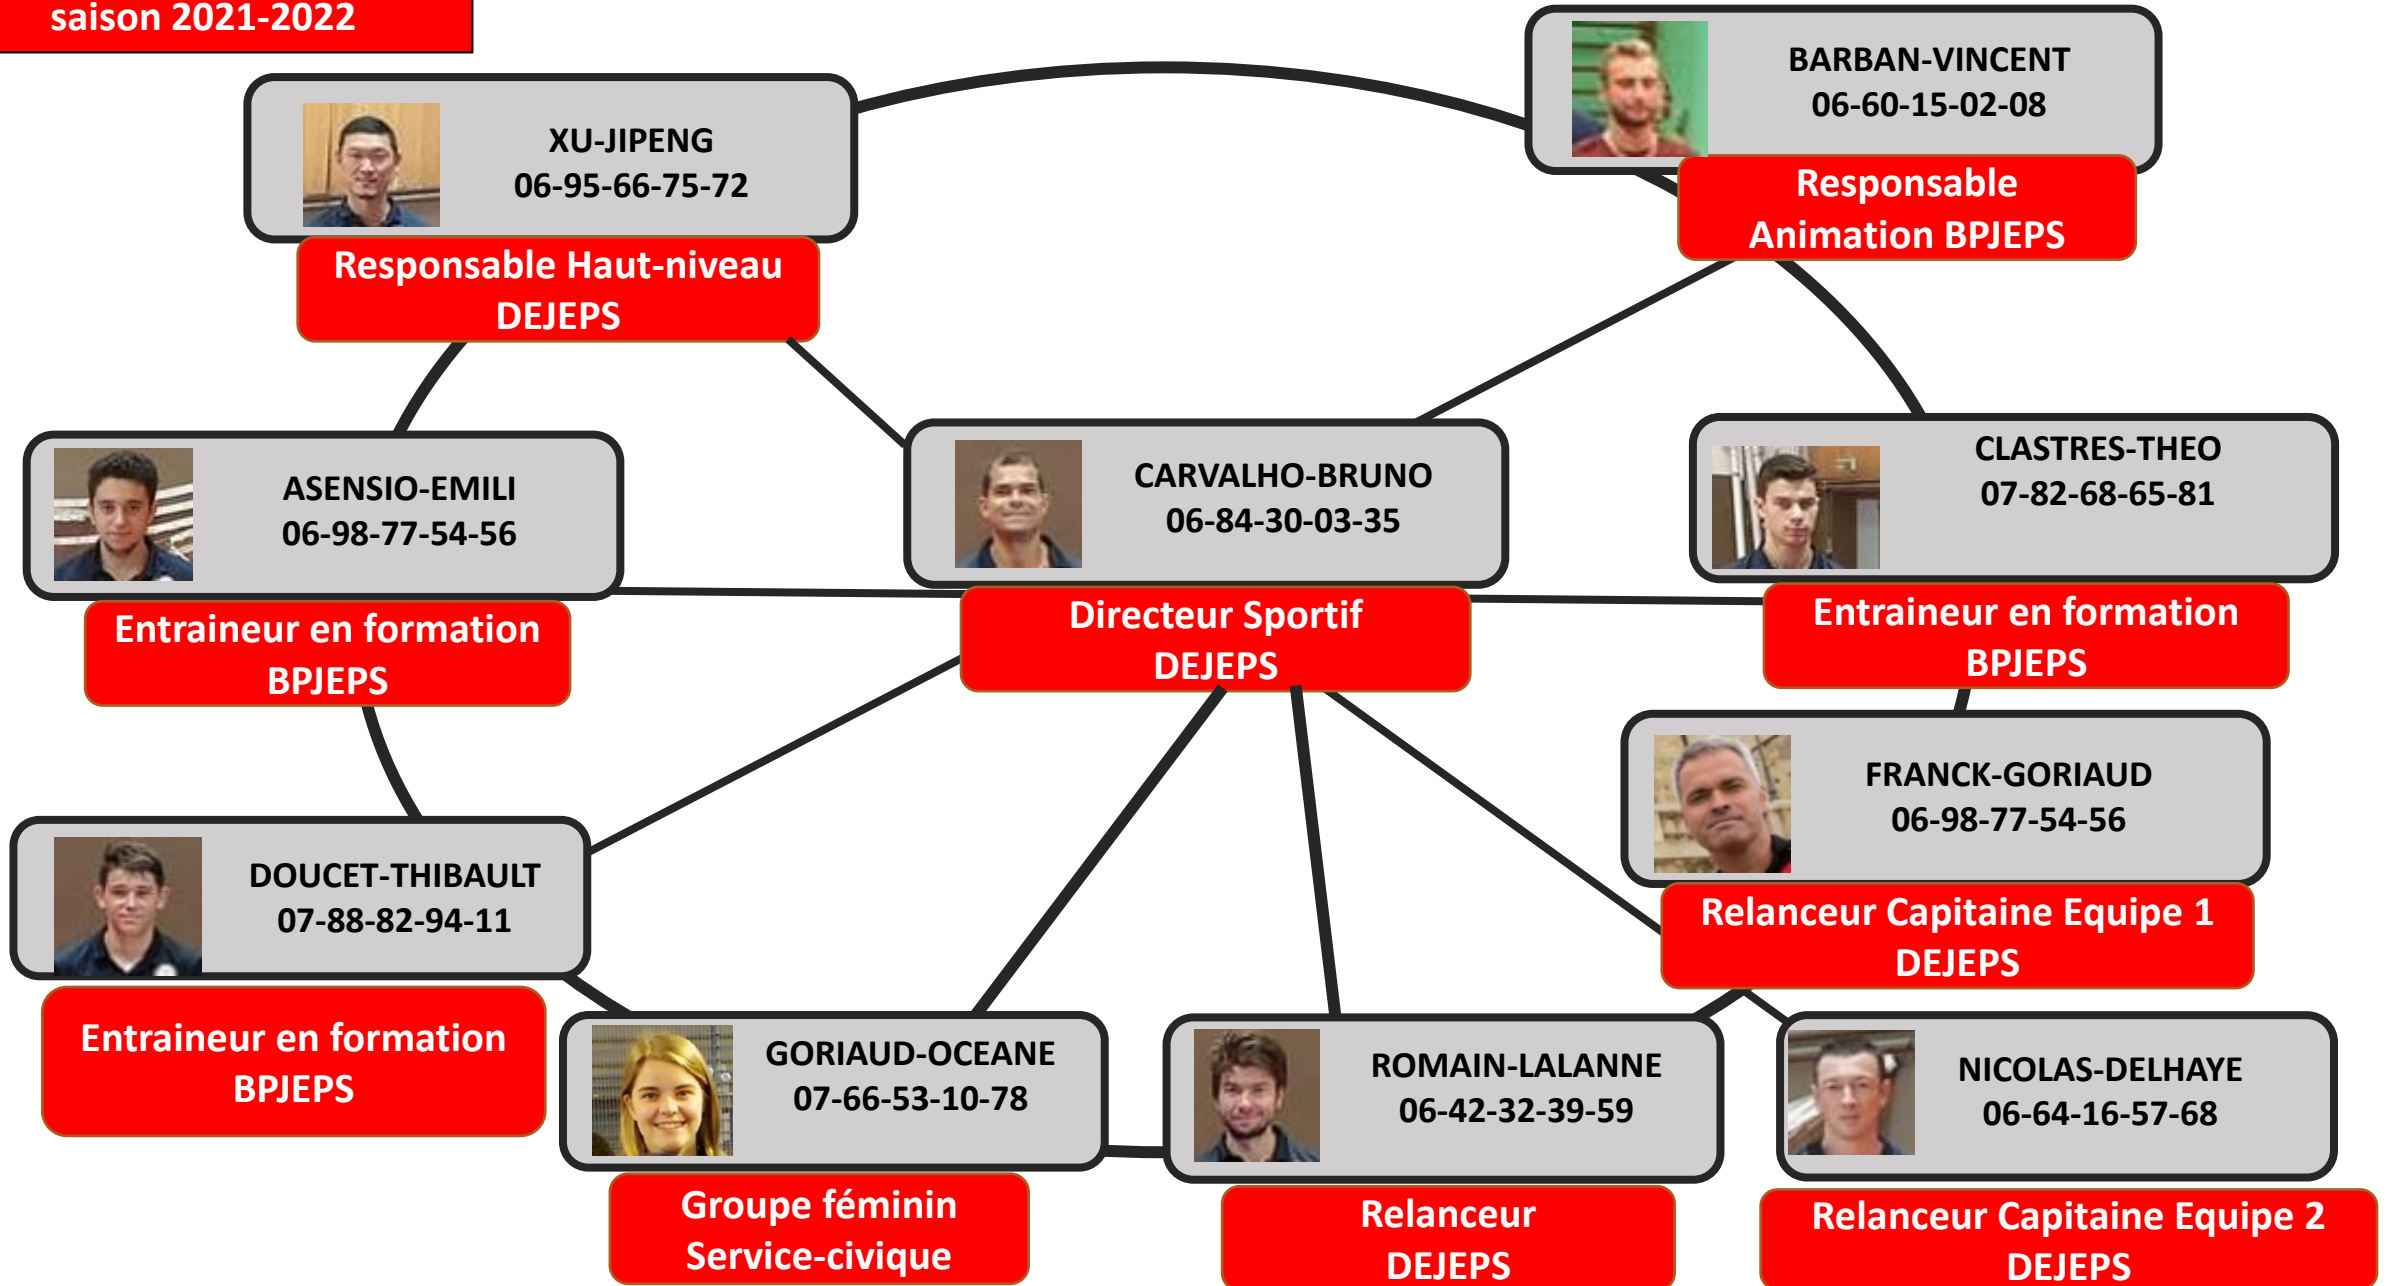 saison 2021-2022
BARBAN-VINCENT
06-60-15-02-08
Responsable
Animation BPJEPS
XU-JIPENG
06-95-66-75-72
Responsable Haut-niveau
DEJEPS
ASENSIO-EMILI
06-98-77-54-56
Entraineur en formation
BPJEPS
CARVALHO-BRUNO
06-84-30-03-35
Directeur Sportif
DEJEPS
CLASTRES-THEO
07-82-68-65-81
Entraineur en formation
BPJEPS
FRANCK-GORIAUD
06-98-77-54-56
Relanceur Capitaine Equipe 1
DEJEPS
DOUCET-THIBAULT
07-88-82-94-11
Entraineur en formation
BPJEPS
GORIAUD-OCEANE
07-66-53-10-78
Groupe féminin
Service-civique
ROMAIN-LALANNE
06-42-32-39-59
Relanceur
DEJEPS
NICOLAS-DELHAYE
06-64-16-57-68
Relanceur Capitaine Equipe 2
DEJEPS